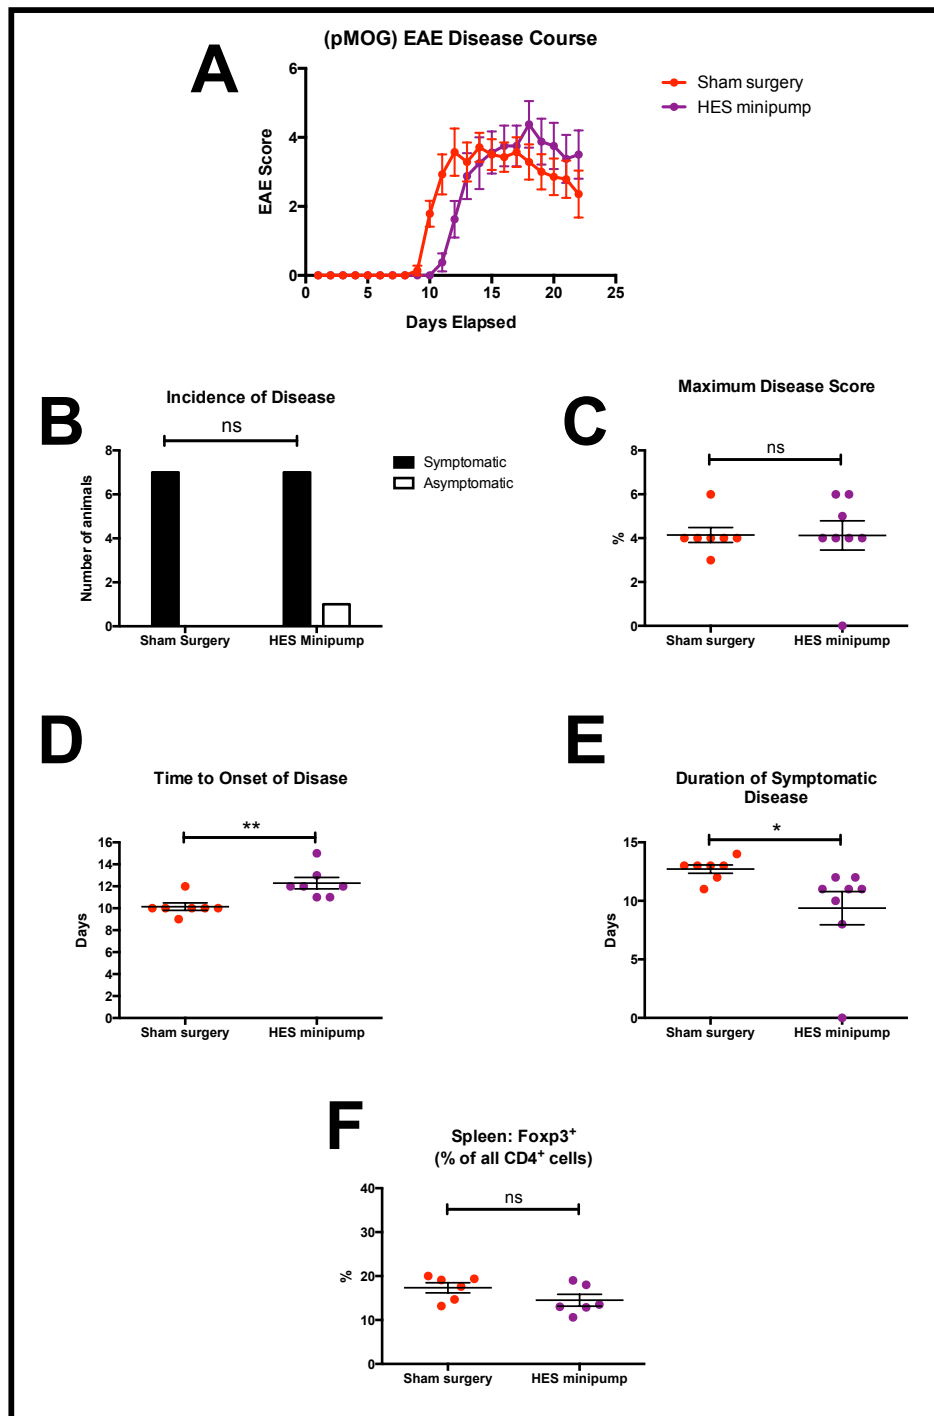 A
(pMOG) EAE Disease Course
Sham surgery
HES minipump
EAE Score
6
4
2
0
0 5 10 15 20 25
Days Elapsed
B
Incidence of Disease
ns
Symptomatic
Asymptomatic
Number of animals
8
6
4
2
0
Sham Surgery HES Minipump
C
Maximum Disease Score
ns
%
8
6
4
2
0
Sham surgery HES minipump
D
Time to Onset of Disase
**
Days
16
14
12
10
8
6
4
2
0
Sham surgery HES minipump
E
Duration of Symptomatic
Disease
*
Days
15
10
5
0
Sham surgery HES minipump
F
Spleen: Foxp3⁺
(% of all CD4⁺ cells)
ns
%
40
30
20
10
0
Sham surgery HES minipump